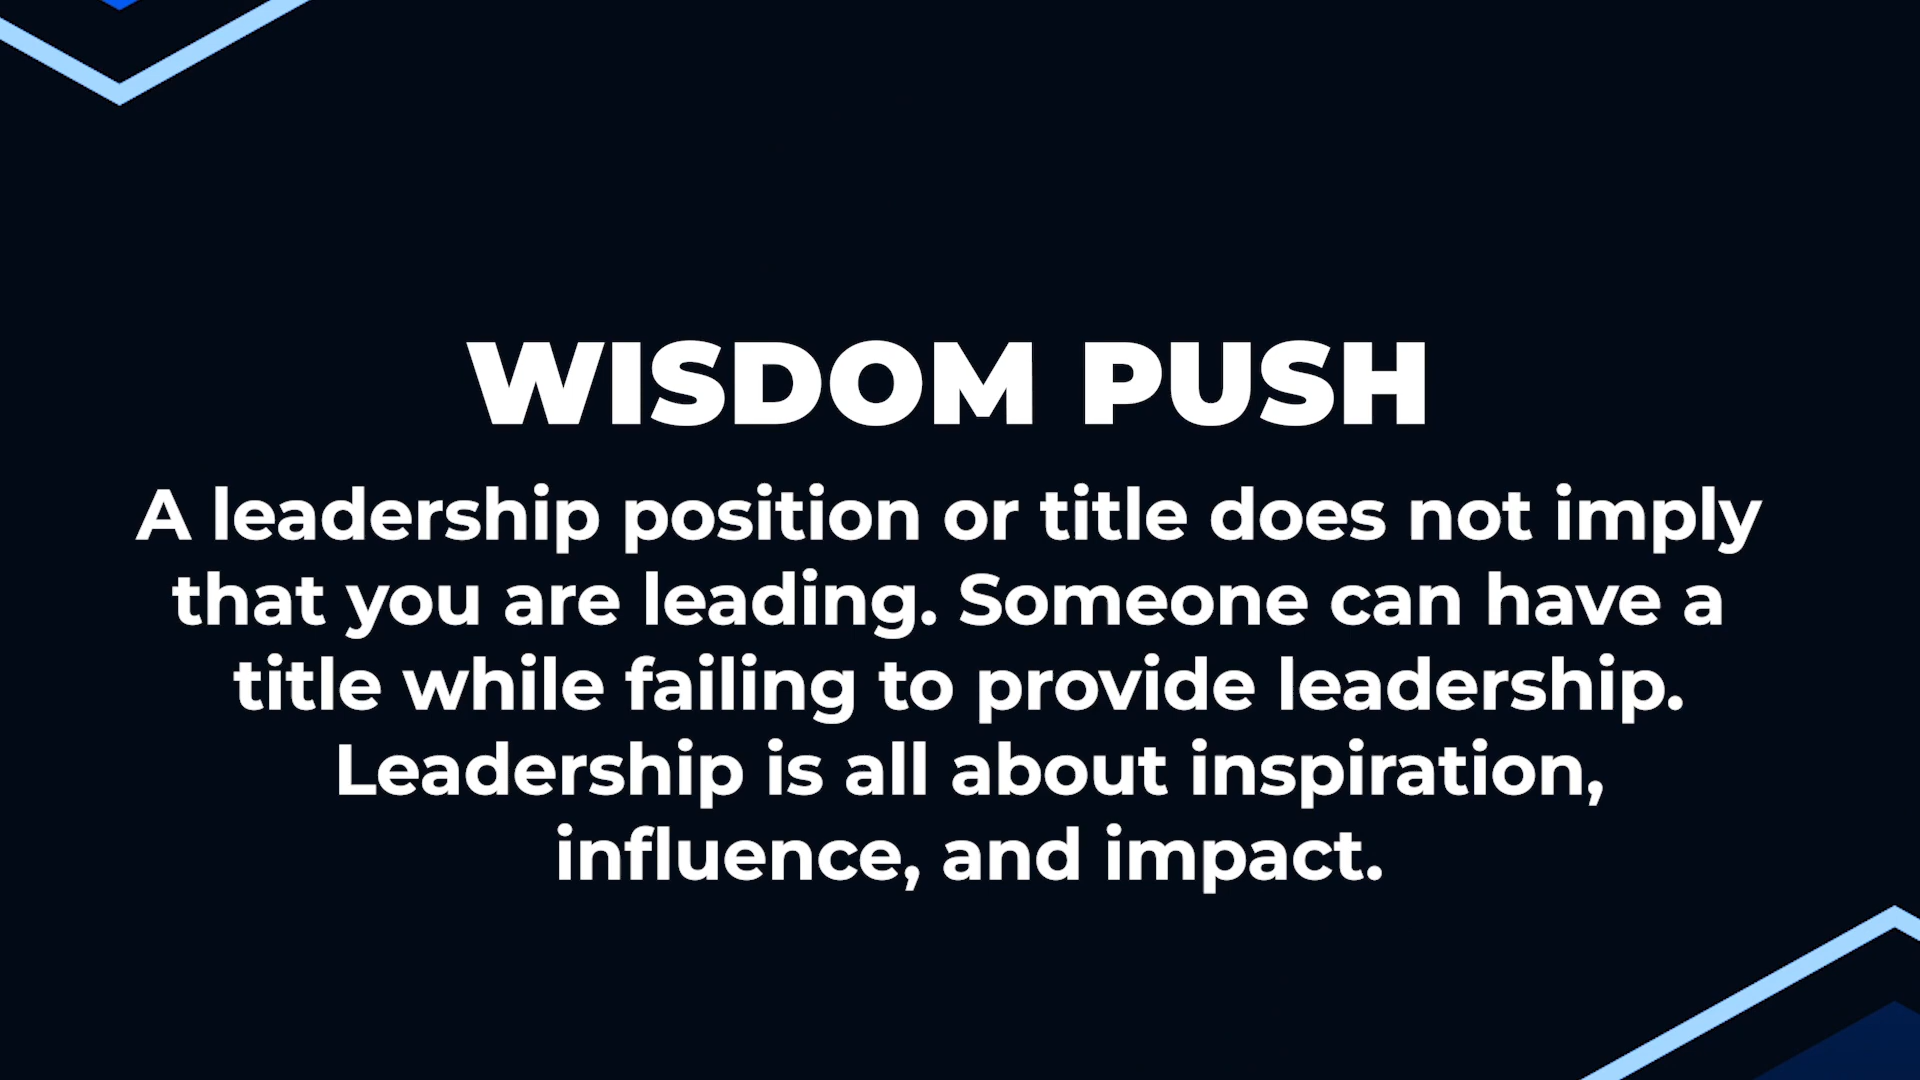 WISDOM PUSH
A leadership position or title does not imply
that you are leading. Someone can have a
title while failing to provide leadership.
Leadership is all about inspiration,
influence, and impact.